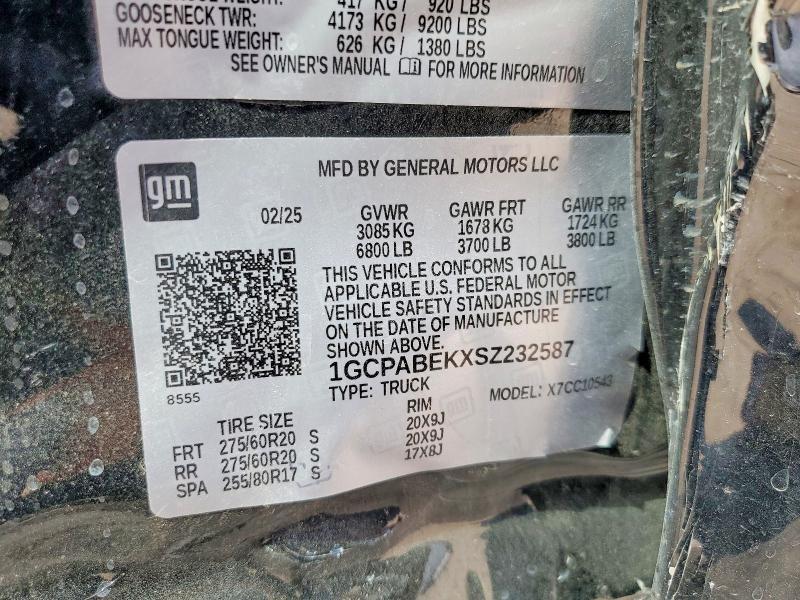 417 KG / 920 LBS
GOOSENECK TWR: 4173 KG / 9200 LBS
MAX TONGUE WEIGHT: 626 KG / 1380 LBS
SEE OWNER'S MANUAL FOR MORE INFORMATION
gm
MFD BY GENERAL MOTORS LLC
02/25 GVWR GAWR FRT GAWR RR
3085 KG 1678 KG 1724 KG
6800 LB 3700 LB 3800 LB
THIS VEHICLE CONFORMS TO ALL
APPLICABLE U.S. FEDERAL MOTOR
VEHICLE SAFETY STANDARDS IN EFFECT
ON THE DATE OF MANUFACTURE
SHOWN ABOVE.
1GCPABEKXSZ232587
8555
TYPE: TRUCK MODEL: X7CC10543
TIRE SIZE RIM
FRT 275/60R20 S 20X9J
RR 275/60R20 S 20X9J
SPA 255/80R17 S 17X8J